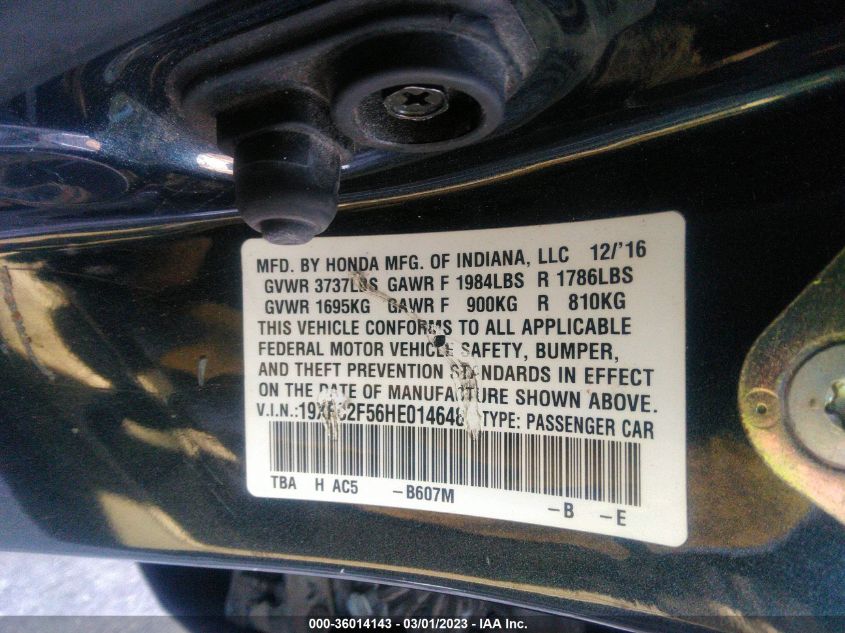 MFD. BY HONDA MFG. OF INDIANA, LLC 12/'16
GVWR 3737LBS GAWR F 1984LBS R 1786LBS
GVWR 1695KG GAWR F 900KG R 810KG
THIS VEHICLE CONFORMS TO ALL APPLICABLE
FEDERAL MOTOR VEHICLE SAFETY, BUMPER,
AND THEFT PREVENTION STANDARDS IN EFFECT
ON THE DATE OF MANUFACTURE SHOWN ABOVE.
V.I.N.: TYPE: PASSENGER CAR
TBA H AC5 -B607M
-B -E
000-36014143 - 03/01/2023 - IAA Inc.